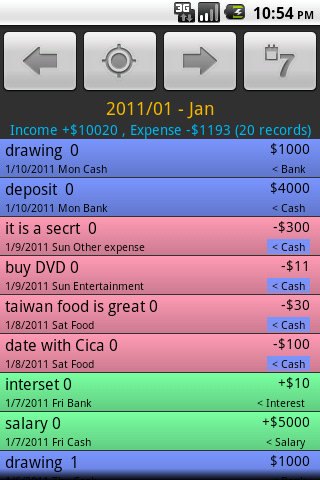 3G 10:54 PM
7
2011/01 - Jan
Income +$10020 , Expense -$1193 (20 records)
drawing 0 $1000
1/10/2011 Mon Cash < Bank
deposit 0 $4000
1/10/2011 Mon Bank < Cash
it is a secrt 0 -$300
1/9/2011 Sun Other expense < Cash
buy DVD 0 -$11
1/9/2011 Sun Entertainment < Cash
taiwan food is great 0 -$30
1/8/2011 Sat Food < Cash
date with Cica 0 -$100
1/8/2011 Sat Food < Cash
interset 0 +$10
1/7/2011 Fri Bank < Interest
salary 0 +$5000
1/7/2011 Fri Cash < Salary
drawing 1 $1000